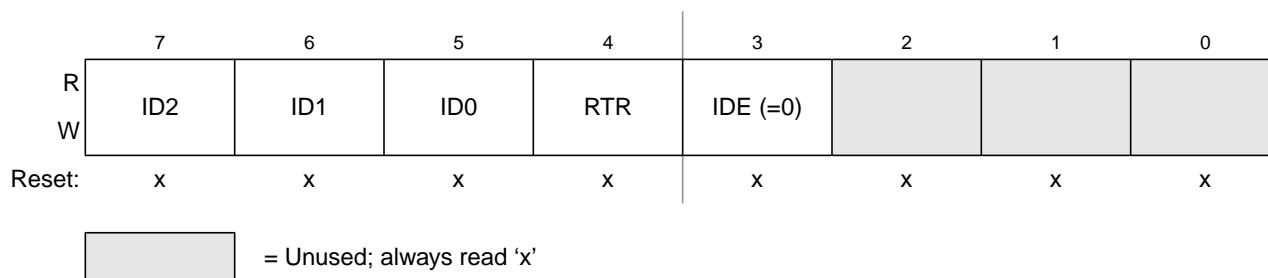 7 6 5 4 3 2 1 0
R
ID2 ID1 ID0 RTR IDE (=0)
W
Reset: x x x x x x x x
= Unused; always read ‘x’